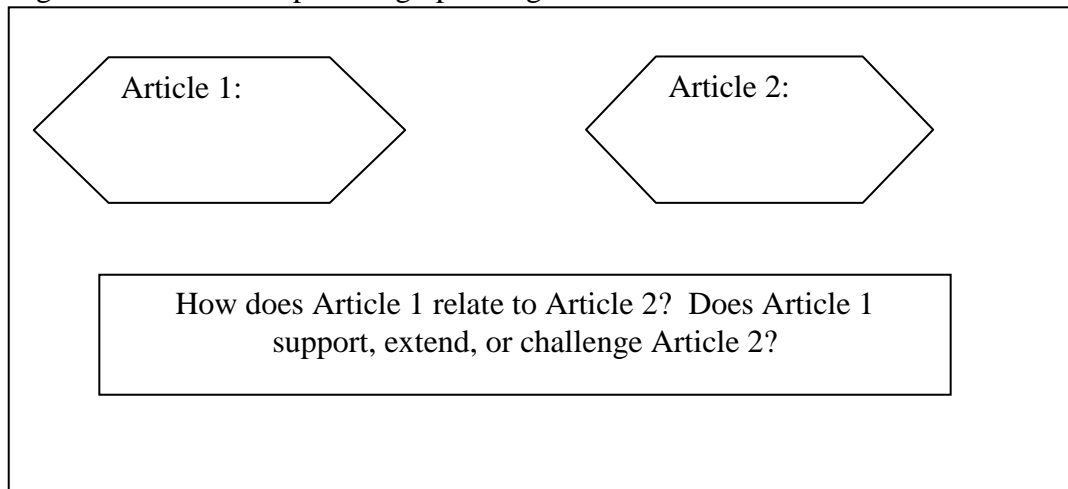 Article 1:
Article 2:
How does Article 1 relate to Article 2?  Does Article 1
support, extend, or challenge Article 2?